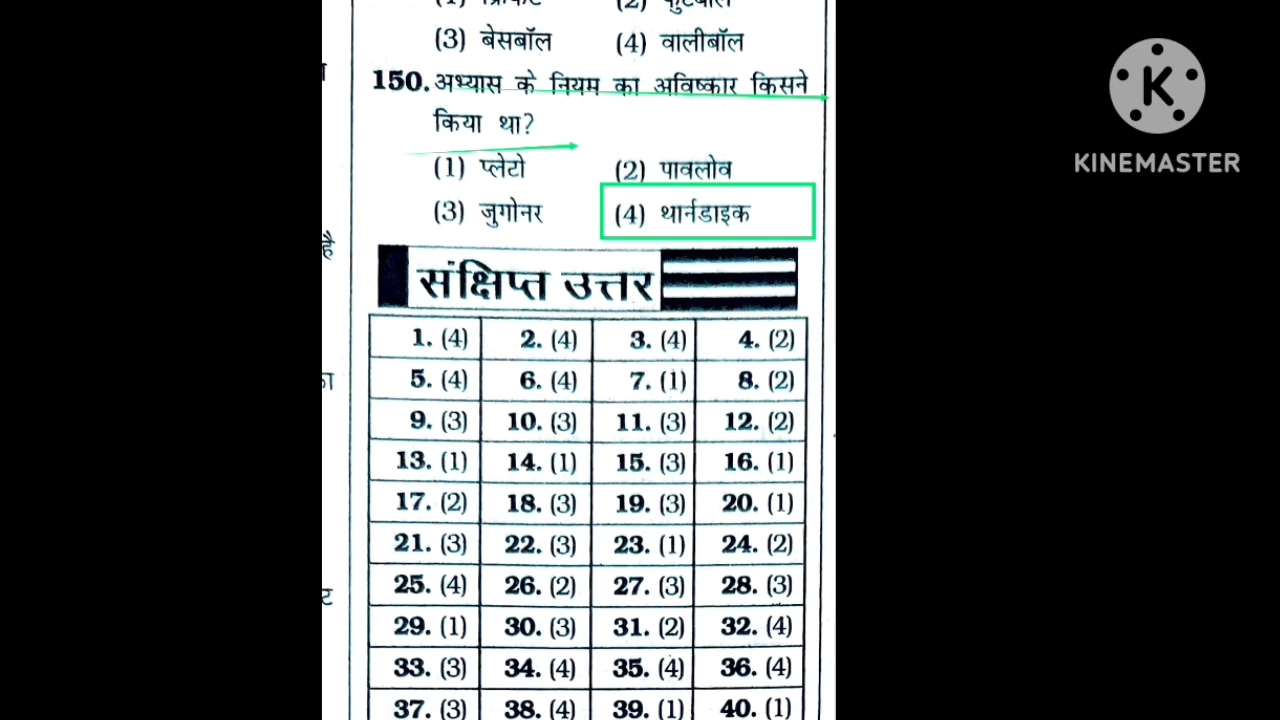 (3) बेसबॉल (4) वालीबॉल
150. अभ्यास के नियम का अविष्कार किसने
किया था?
(1) प्लेटो (2) पावलोव
(3) जुगोनर (4) थार्नडाइक
संक्षिप्त उत्तर
1. (4) 2. (4) 3. (4) 4. (2)
5. (4) 6. (4) 7. (1) 8. (2)
9. (3) 10. (3) 11. (3) 12. (2)
13. (1) 14. (1) 15. (3) 16. (1)
17. (2) 18. (3) 19. (3) 20. (1)
21. (3) 22. (3) 23. (1) 24. (2)
25. (4) 26. (2) 27. (3) 28. (3)
29. (1) 30. (3) 31. (2) 32. (4)
33. (3) 34. (4) 35. (4) 36. (4)
37. (3) 38. (4) 39. (1) 40. (1)
है
K
KINEMASTER